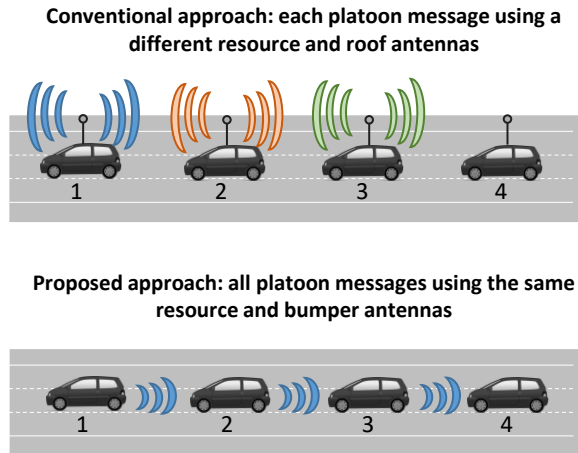 Conventional approach: each platoon message using a
different resource and roof antennas
1 2 3 4
Proposed approach: all platoon messages using the same
resource and bumper antennas
1 2 3 4